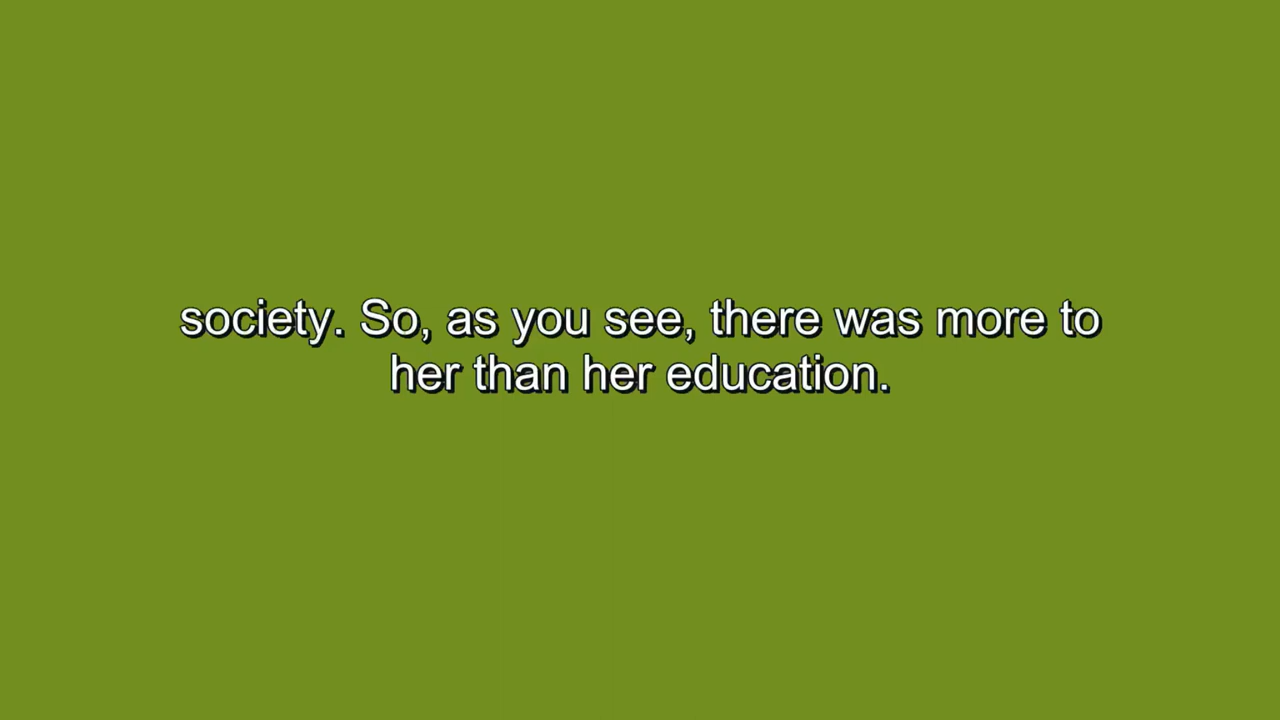 society. So, as you see, there was more to
her than her education.